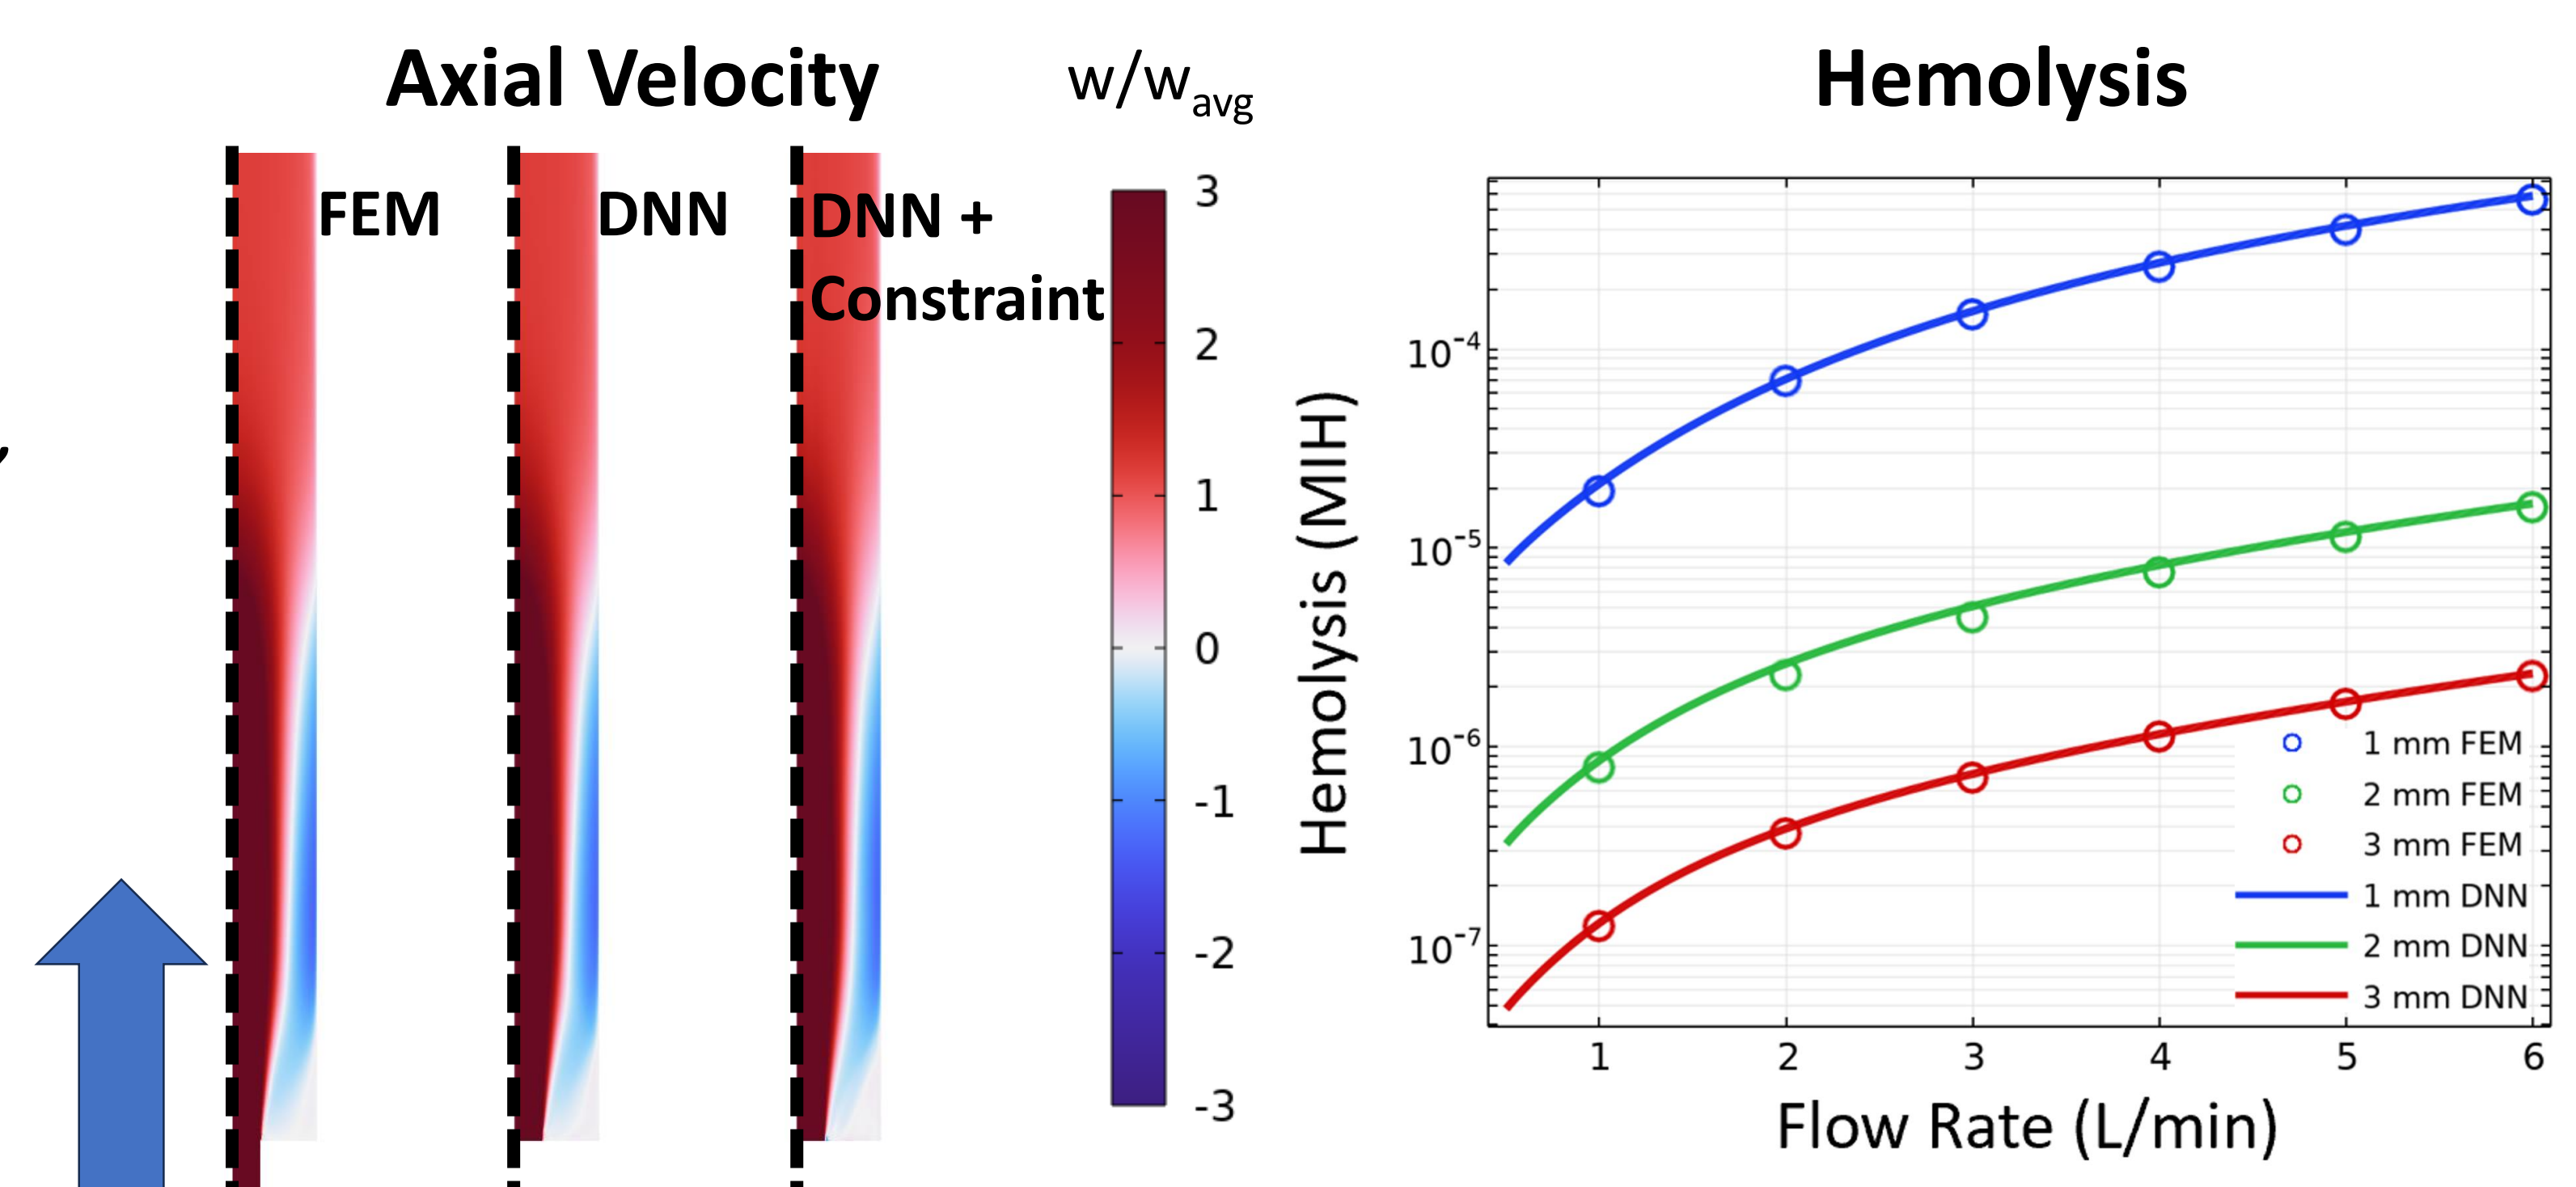 Axial Velocity
w/w_avg
FEM
DNN
DNN +
Constraint
3
2
1
0
-1
-2
-3
Hemolysis
Hemolysis (MIH)
10^-4
10^-5
10^-6
10^-7
1 mm FEM
2 mm FEM
3 mm FEM
1 mm DNN
2 mm DNN
3 mm DNN
1 2 3 4 5 6
Flow Rate (L/min)